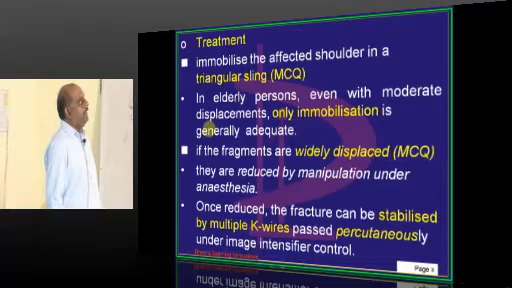 Treatment
immobilise the affected shoulder in a
triangular sling (MCQ)
In elderly persons, even with moderate
displacements, only immobilisation is
generally adequate.
if the fragments are widely displaced (MCQ)
they are reduced by manipulation under
anaesthesia.
Once reduced, the fracture can be stabilised
by multiple K-wires passed percutaneously
under image intensifier control.